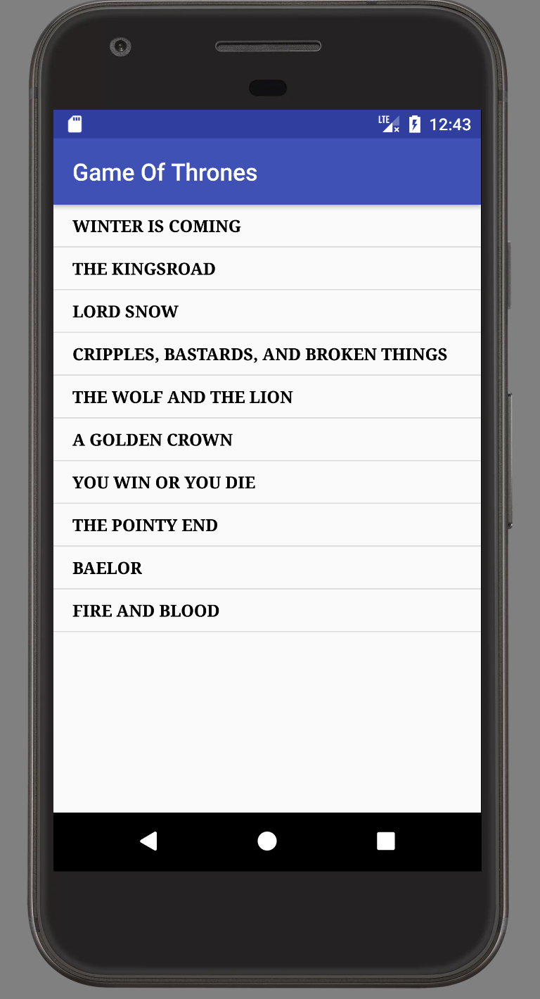 LTE 12:43
Game Of Thrones
WINTER IS COMING
THE KINGSROAD
LORD SNOW
CRIPPLES, BASTARDS, AND BROKEN THINGS
THE WOLF AND THE LION
A GOLDEN CROWN
YOU WIN OR YOU DIE
THE POINTY END
BAELOR
FIRE AND BLOOD